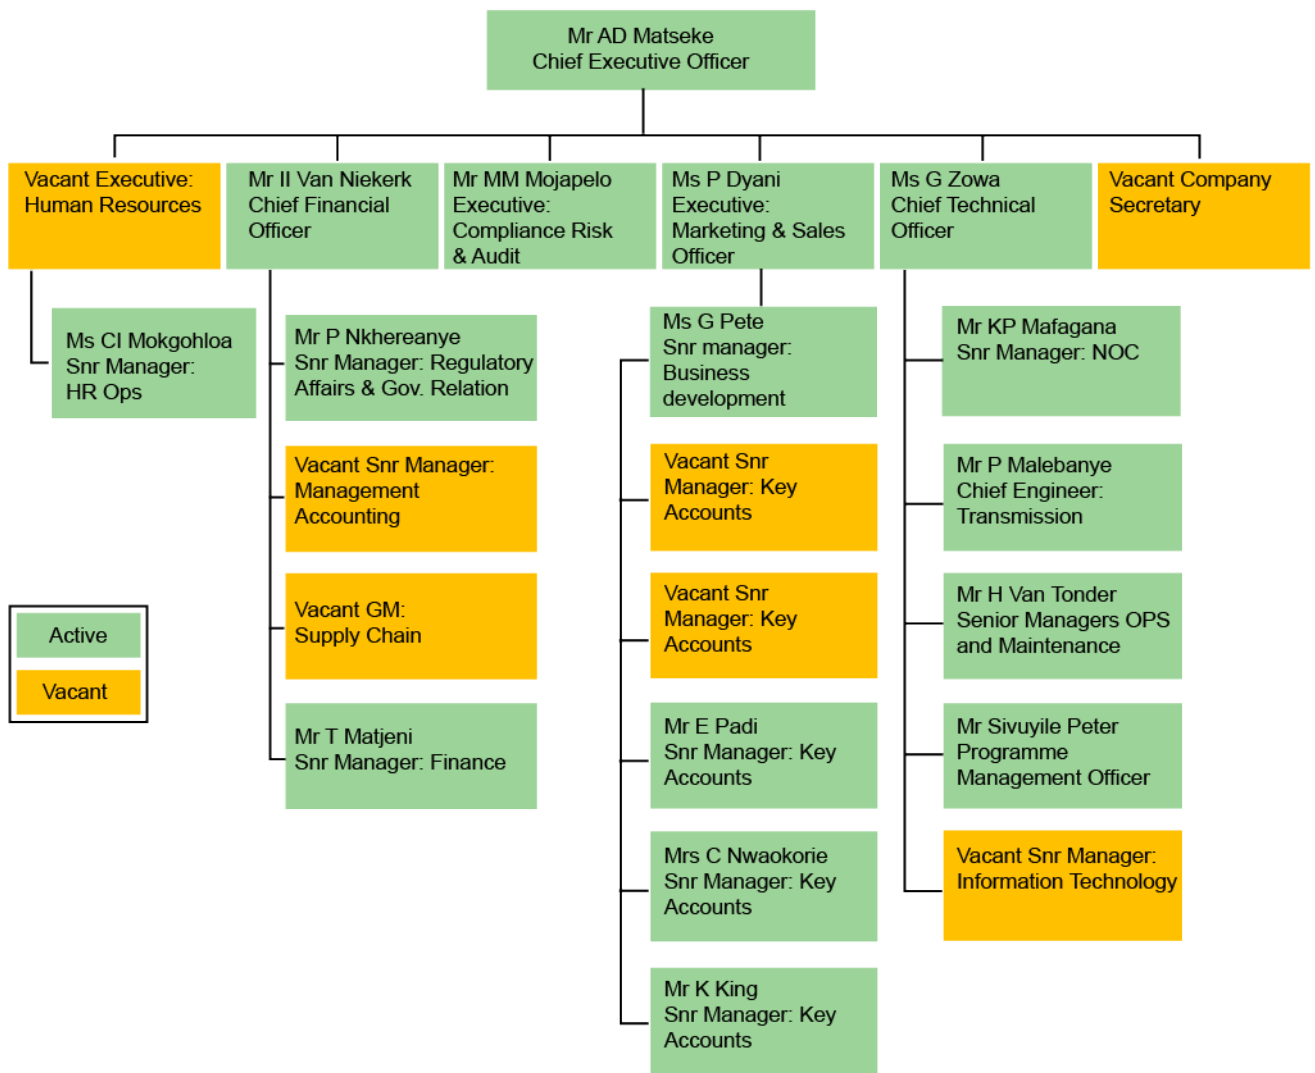 Mr AD Matseke
Chief Executive Officer
Vacant Executive:
Human Resources
Mr II Van Niekerk
Chief Financial
Officer
Mr MM Mojapelo
Executive:
Compliance Risk
& Audit
Ms P Dyani
Executive:
Marketing & Sales
Officer
Ms G Zowa
Chief Technical
Officer
Vacant Company
Secretary
Ms CI Mokgohloa
Snr Manager:
HR Ops
Mr P Nkhereanye
Snr Manager: Regulatory
Affairs & Gov. Relation
Vacant Snr Manager:
Management
Accounting
Vacant GM:
Supply Chain
Mr T Matjeni
Snr Manager: Finance
Ms G Pete
Snr manager:
Business
development
Vacant Snr
Manager: Key
Accounts
Vacant Snr
Manager: Key
Accounts
Mr E Padi
Snr Manager: Key
Accounts
Mrs C Nwaokorie
Snr Manager: Key
Accounts
Mr K King
Snr Manager: Key
Accounts
Mr KP Mafagana
Snr Manager: NOC
Mr P Malebanye
Chief Engineer:
Transmission
Mr H Van Tonder
Senior Managers OPS
and Maintenance
Mr Sivuyile Peter
Programme
Management Officer
Vacant Snr Manager:
Information Technology
Active
Vacant